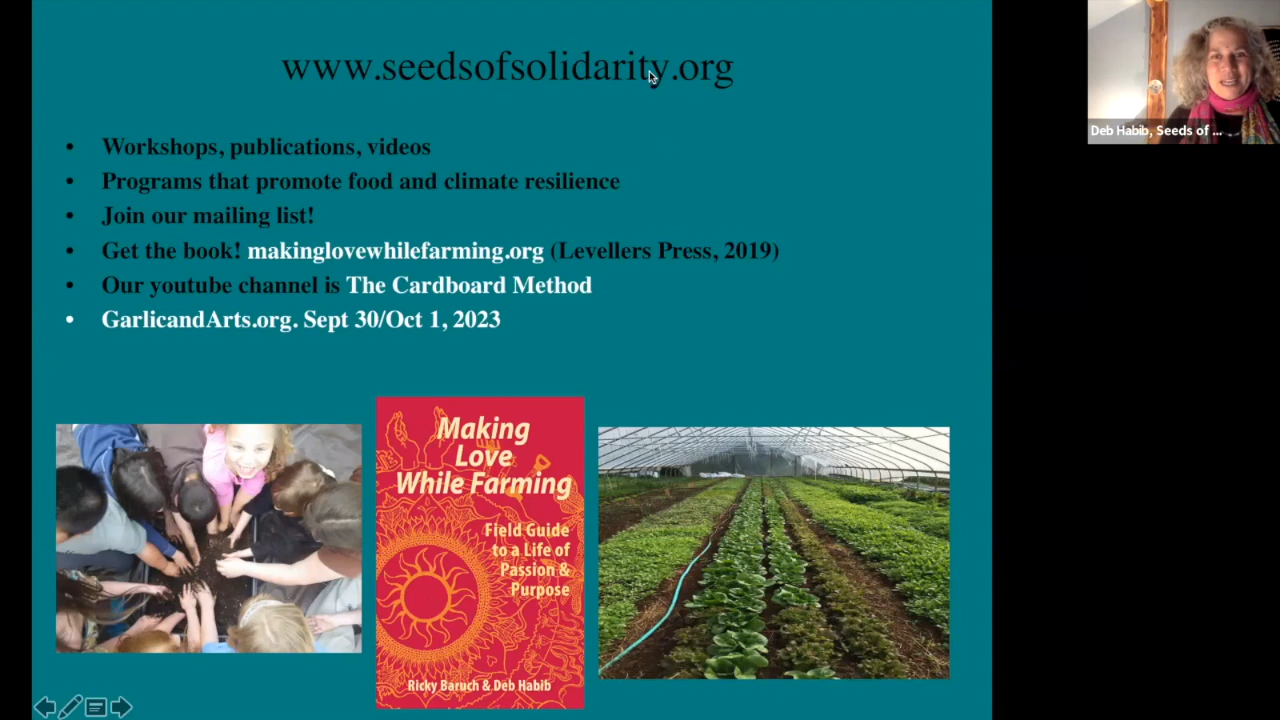 www.seedsofsolidarity.org
• Workshops, publications, videos
• Programs that promote food and climate resilience
• Join our mailing list!
• Get the book! makinglovewhilefarming.org (Levellers Press, 2019)
• Our youtube channel is The Cardboard Method
• GarlicandArts.org. Sept 30/Oct 1, 2023
Making
Love
While Farming
Field Guide
to a Life of
Passion &
Purpose
Ricky Baruch & Deb Habib
Deb Habib, Seeds of ...